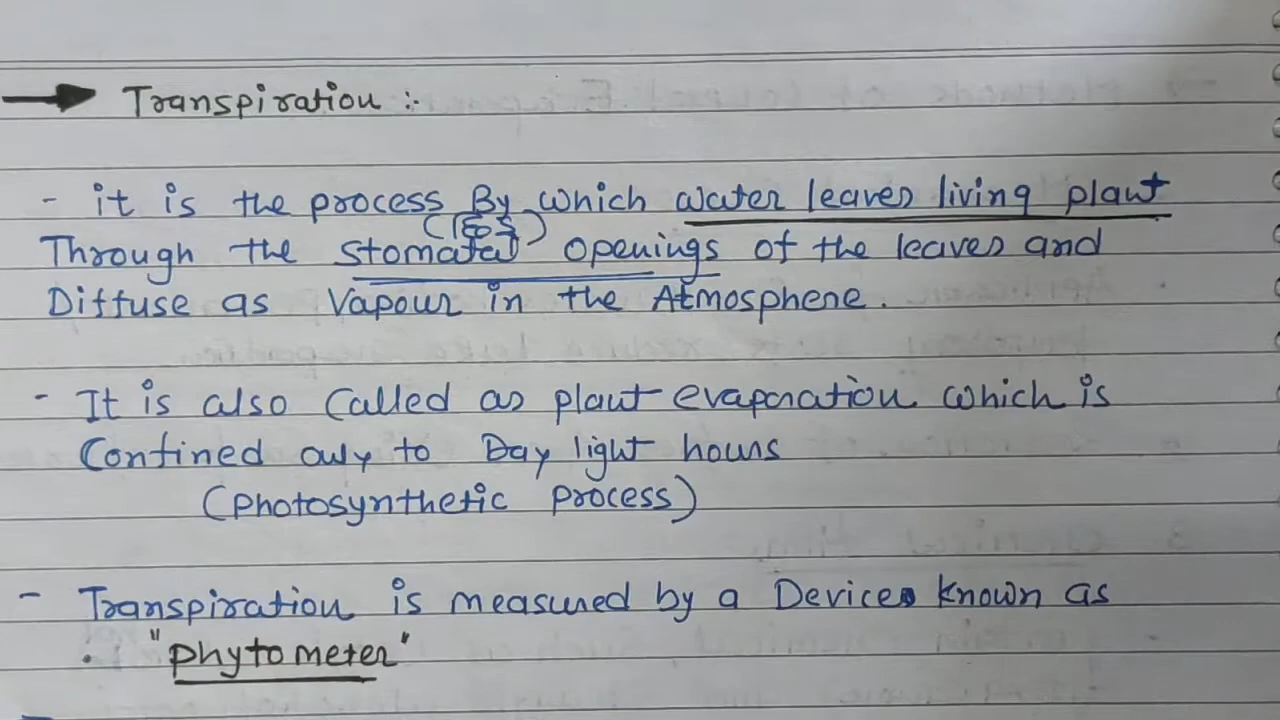 Transpiration :-
- it is the process By which water leaves living plant
Through the stomatal openings of the leaves and
Diffuse as Vapour in the Atmosphere.
- It is also Called as plant evaporation which is
Confined only to Day light hours
(photosynthetic process)
- Transpiration is measured by a Device known as
. "phytometer"